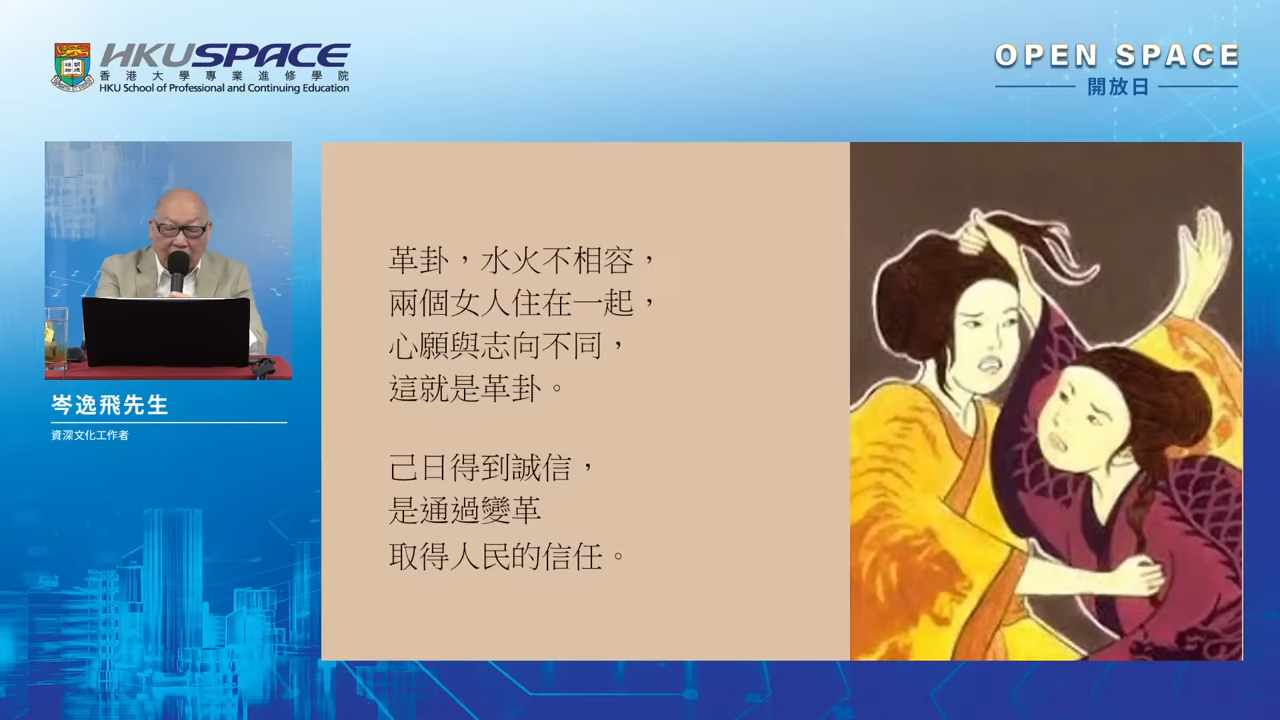 HKUSPACE
香港大學專業進修學院
HKU School of Professional and Continuing Education
OPEN SPACE
開放日
岑逸飛先生
資深文化工作者
革卦，水火不相容，
兩個女人住在一起，
心願與志向不同，
這就是革卦。
己日得到誠信，
是通過變革
取得人民的信任。